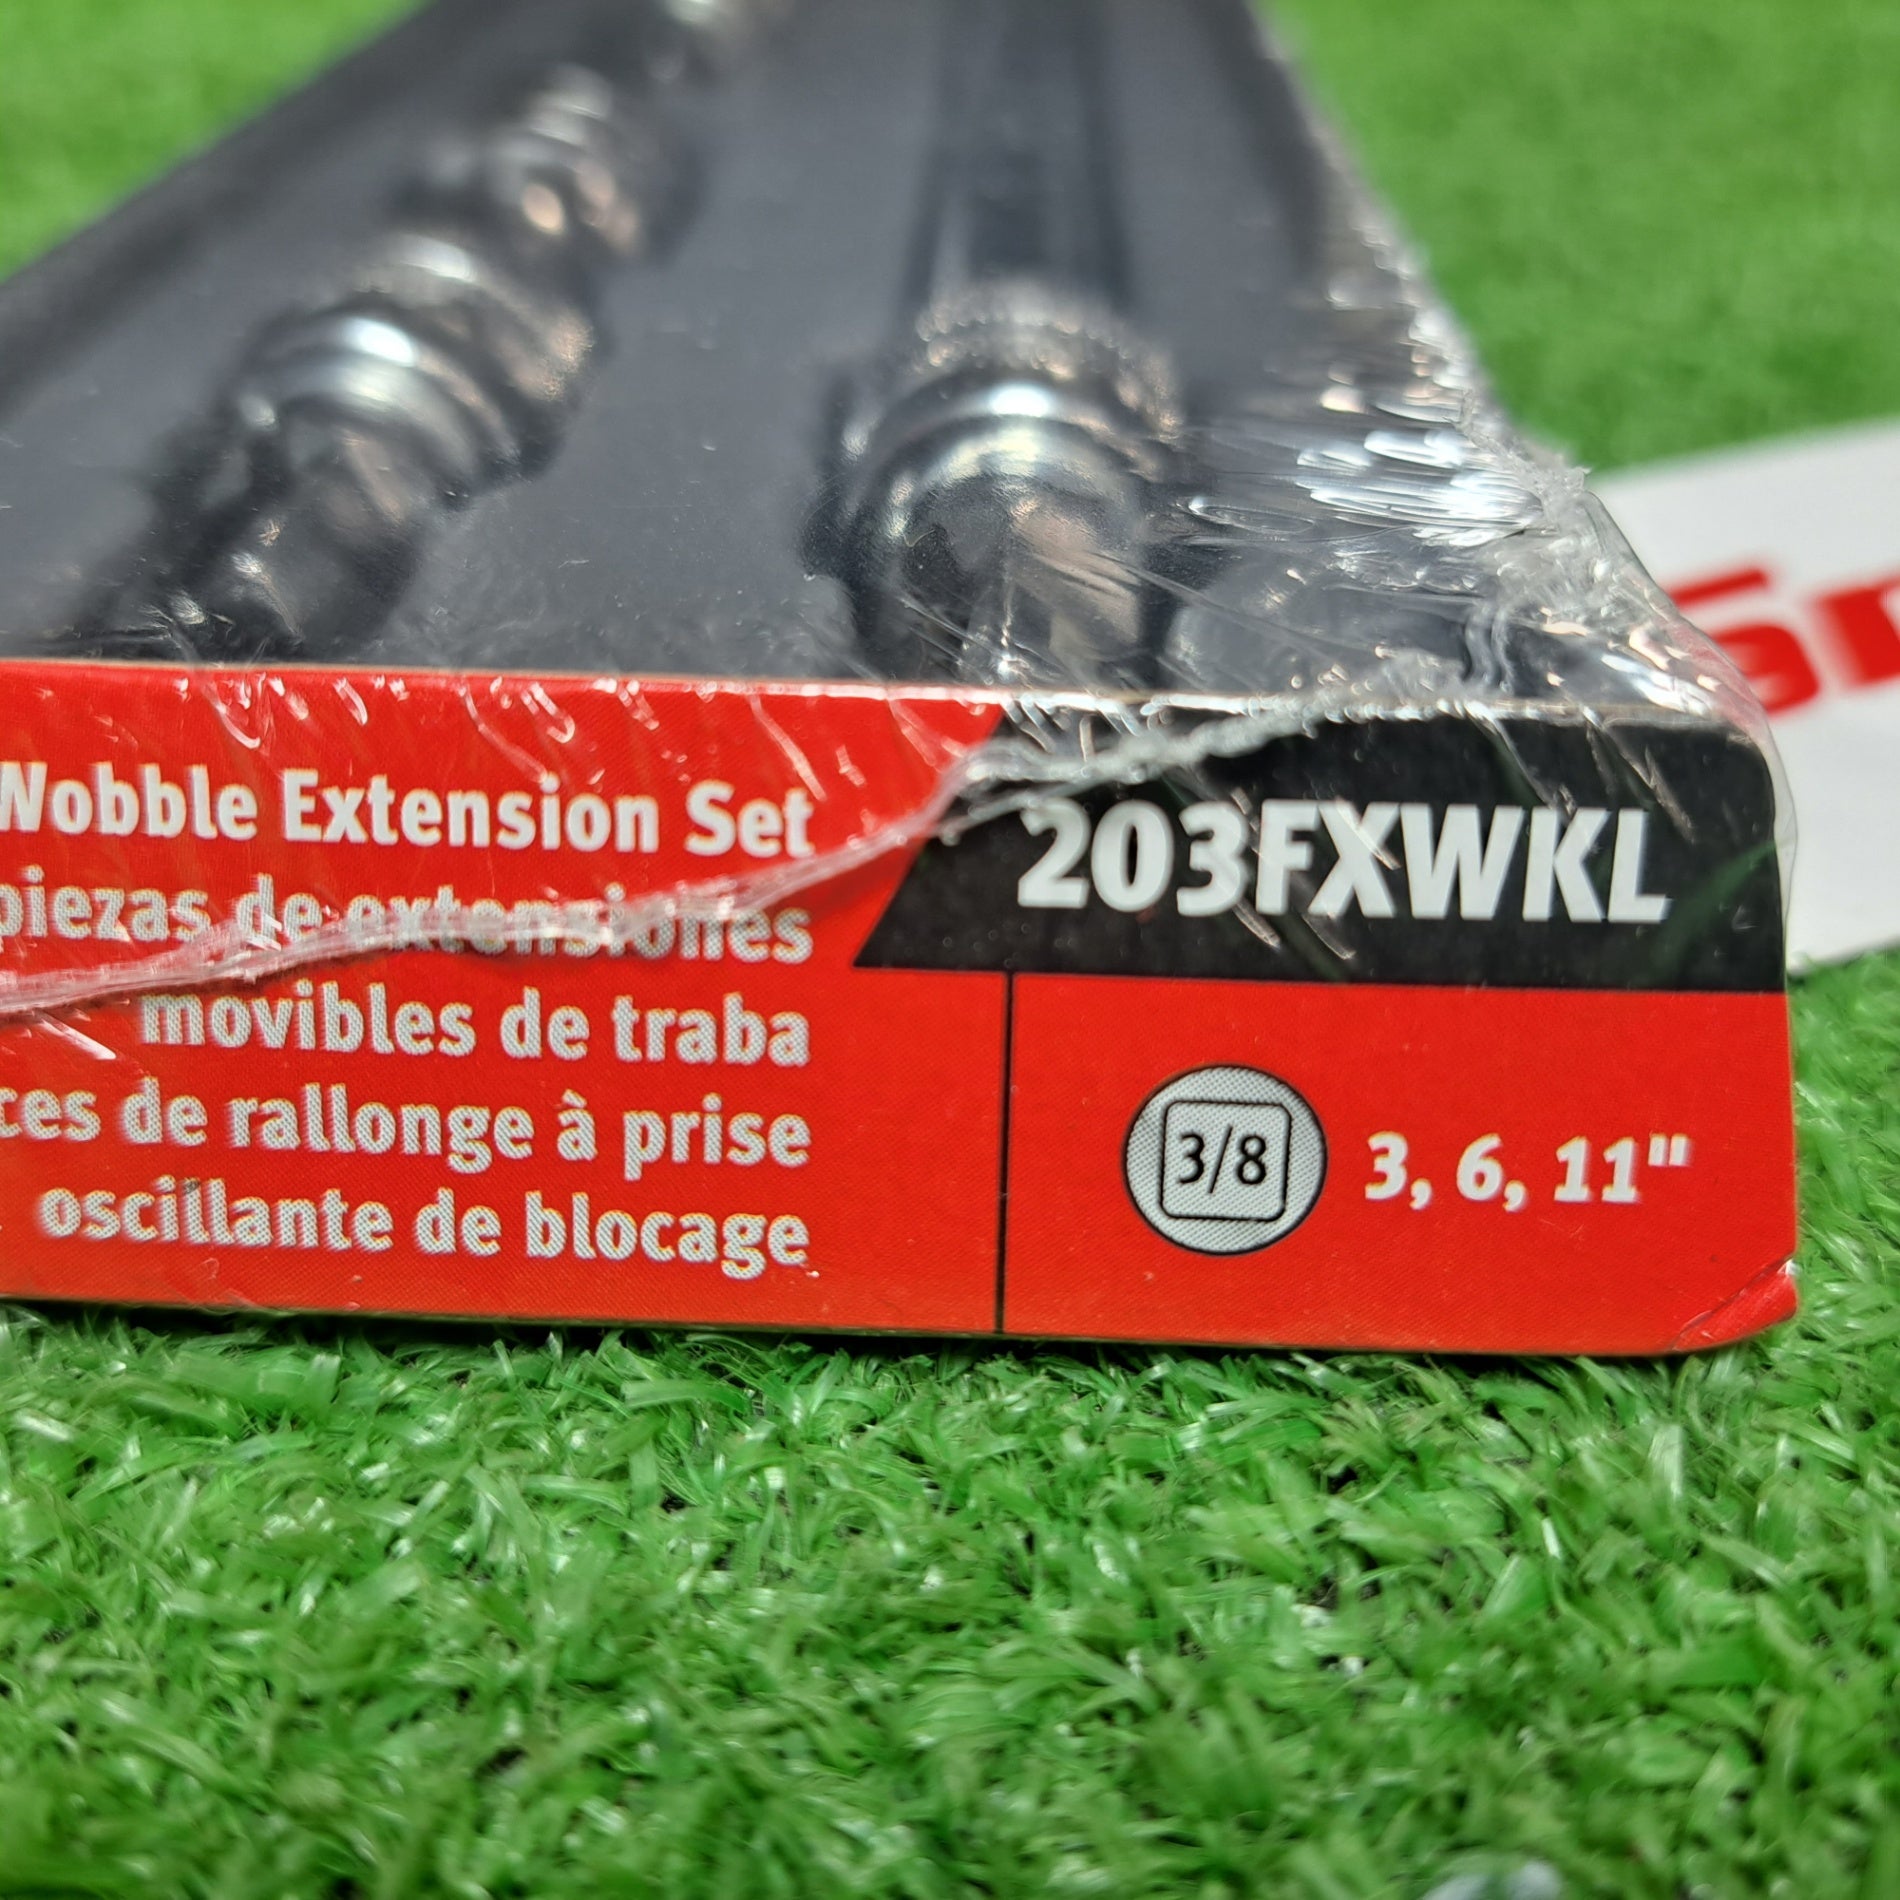 Wobble Extension Set
piezas de extensiones
movibles de traba
de rallonge à prise
oscillante de blocage
203FXWKL
3/8
3, 6, 11"